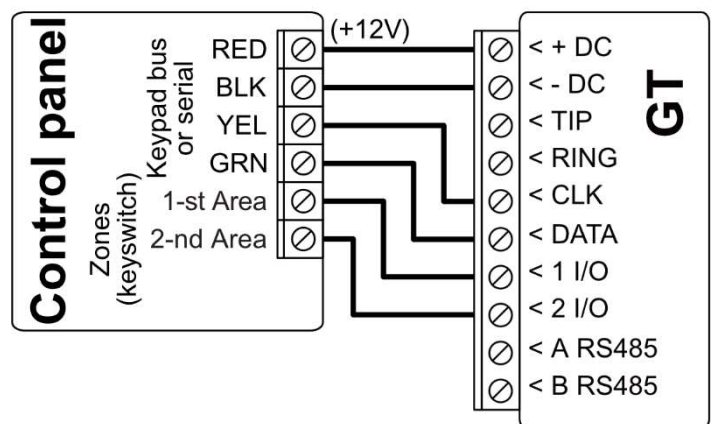 Control panel
Keypad bus
or serial
Zones
(keyswitch)
RED
BLK
YEL
GRN
1-st Area
2-nd Area
(+12V)
< + DC
< - DC
< TIP
< RING
< CLK
< DATA
< 1 I/O
< 2 I/O
< A RS485
< B RS485
GT